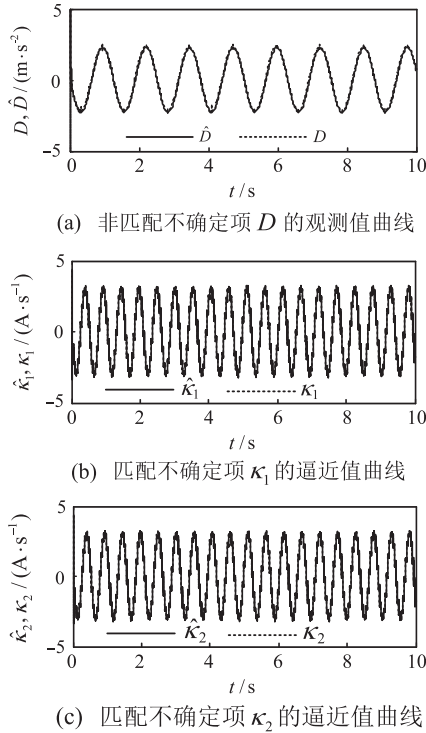 5
0
−5
D, D̂ / (m·s⁻²)
D̂ D
0 2 4 6 8 10
t / s
(a) 非匹配不确定项 D 的观测值曲线
5
0
−5
κ̂₁, κ₁ / (A·s⁻¹)
κ̂₁ κ₁
0 2 4 6 8 10
t / s
(b) 匹配不确定项 κ₁ 的逼近值曲线
5
0
−5
κ̂₂, κ₂ / (A·s⁻¹)
κ̂₂ κ₂
0 2 4 6 8 10
t / s
(c) 匹配不确定项 κ₂ 的逼近值曲线